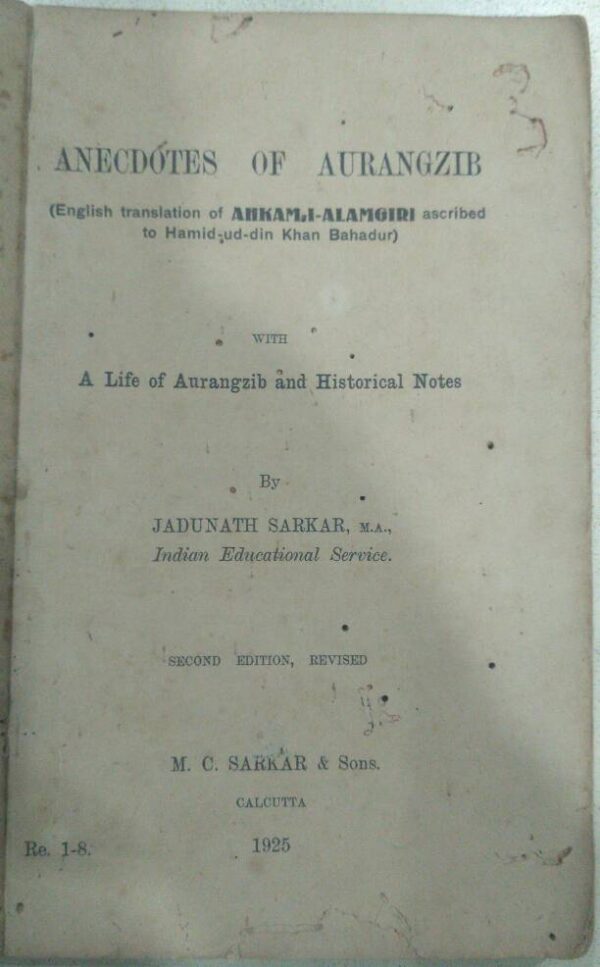 ANECDOTES OF AURANGZIB
(English translation of AHKAM-I-ALAMGIRI ascribed
to Hamid-ud-din Khan Bahadur)
WITH
A Life of Aurangzib and Historical Notes
By
JADUNATH SARKAR, M.A.,
Indian Educational Service.
SECOND EDITION, REVISED
M. C. SARKAR & Sons.
CALCUTTA
Re. 1-8. 1925